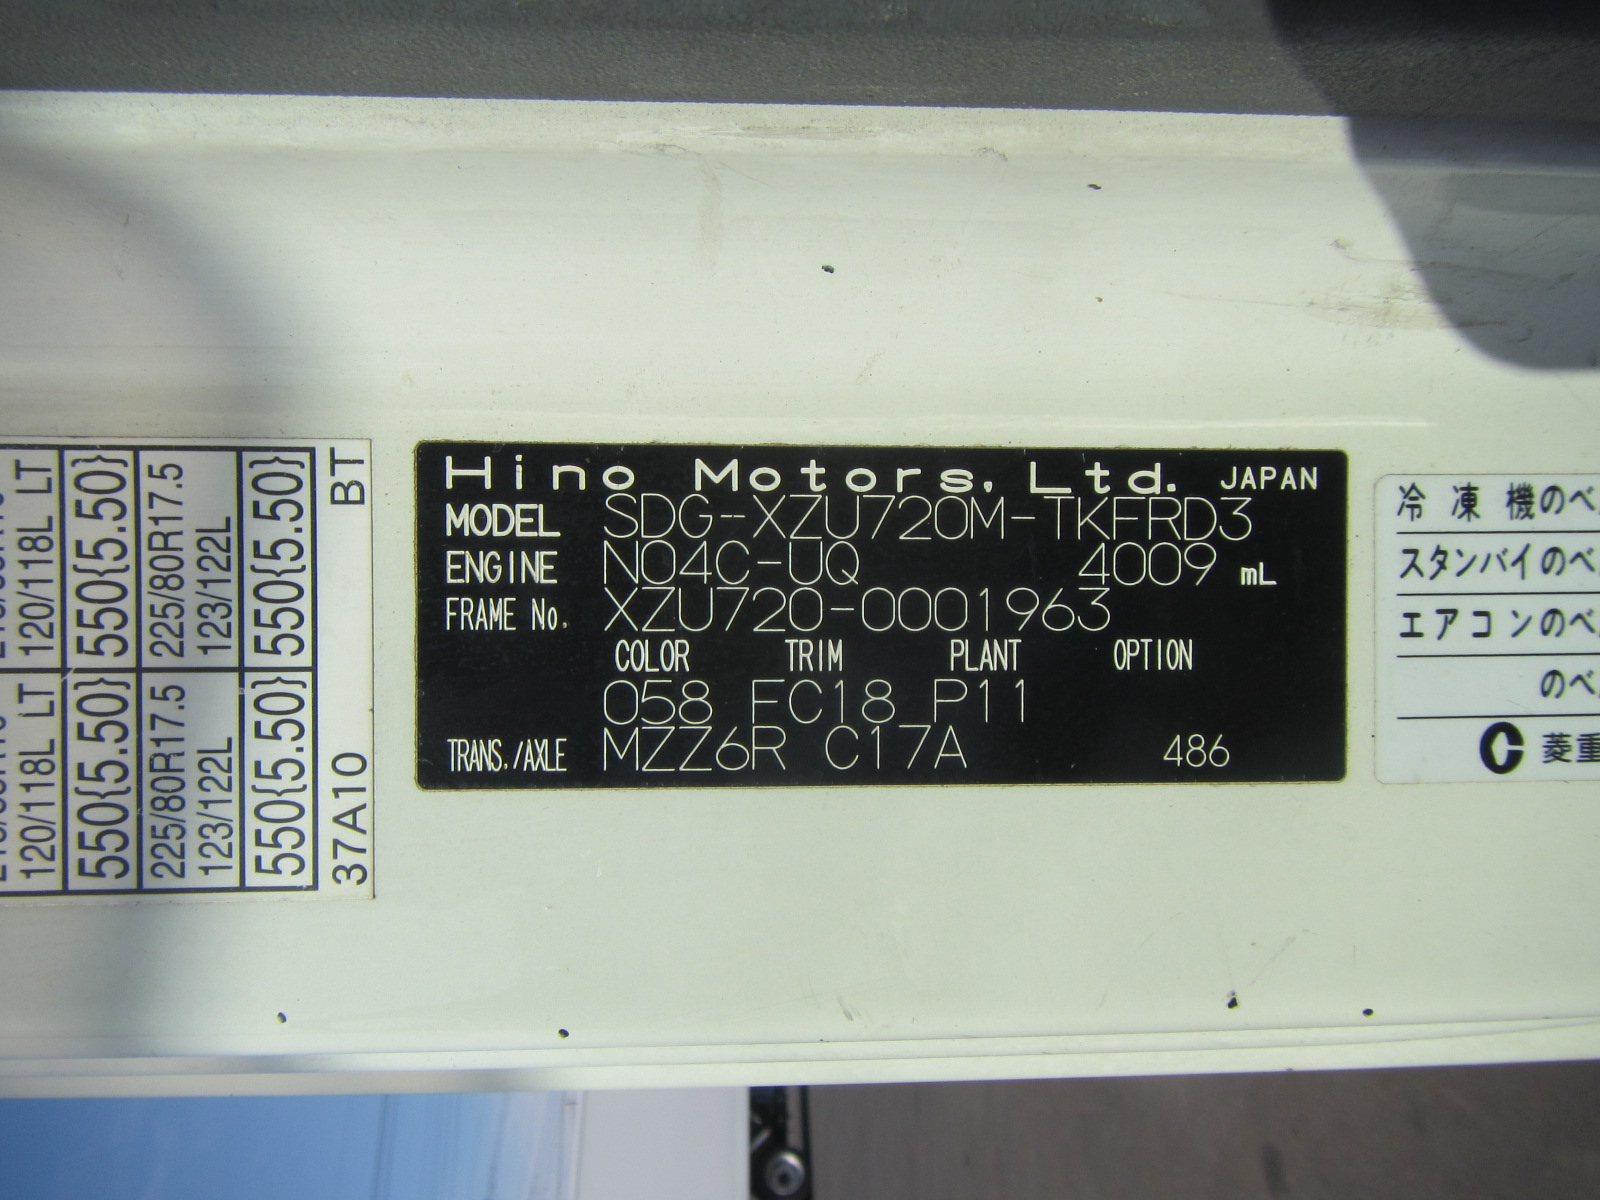 Hino Motors, Ltd. JAPAN
MODEL SDG-XZU720M-TKFRD3
ENGINE N04C-UQ 4009 mL
FRAME No. XZU720-0001963
COLOR TRIM PLANT OPTION
058 FC18 P11
TRANS./AXLE MZZ6R C17A 486
120/118L LT 120/118L LT
550{5.50} 550{5.50}
225/80R17.5 225/80R17.5
123/122L 123/122L
550{5.50} 550{5.50}
37A10 BT
冷凍機のベ
スタンバイのベ
エアコンのベ
のベ
菱重